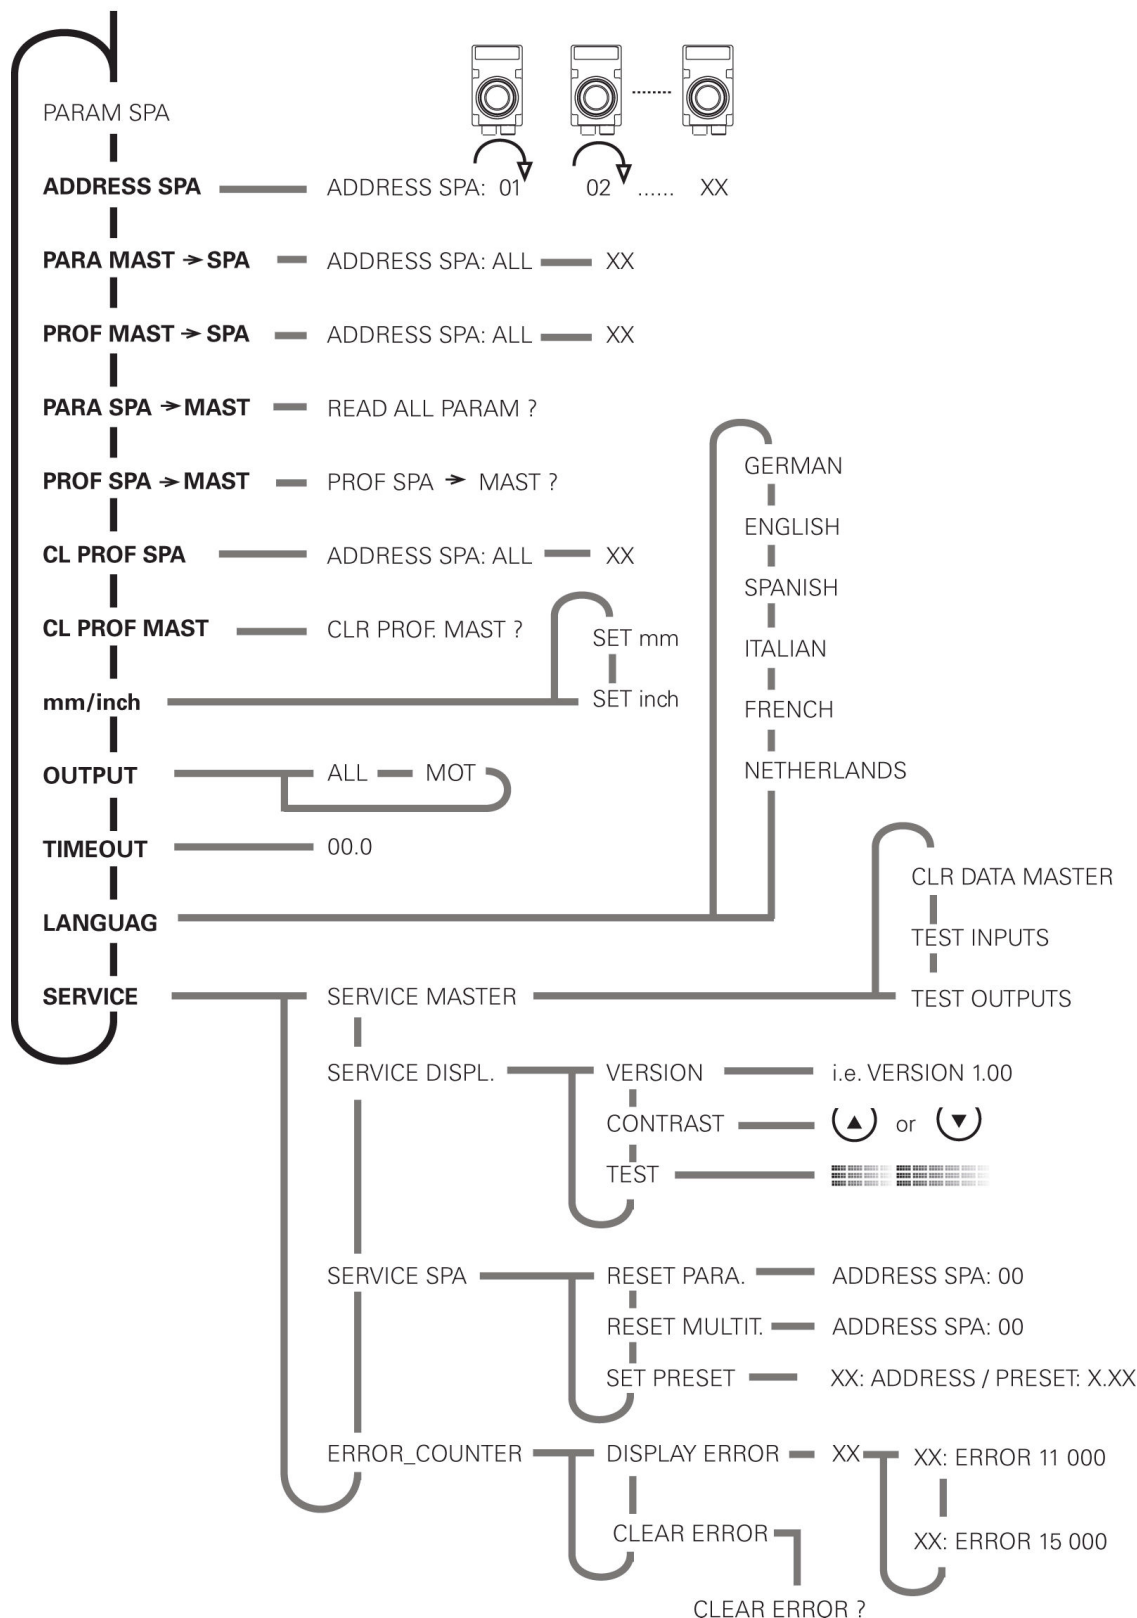 PARAM SPA
ADDRESS SPA ADDRESS SPA: 01 02 ...... XX
PARA MAST → SPA ADDRESS SPA: ALL XX
PROF MAST → SPA ADDRESS SPA: ALL XX
PARA SPA → MAST READ ALL PARAM ?
GERMAN
PROF SPA → MAST PROF SPA → MAST ?
ENGLISH
CL PROF SPA ADDRESS SPA: ALL XX
SPANISH
CL PROF MAST CLR PROF. MAST ?
SET mm
ITALIAN
mm/inch SET inch
FRENCH
OUTPUT ALL MOT
NETHERLANDS
TIMEOUT 00.0
CLR DATA MASTER
LANGUAG
TEST INPUTS
SERVICE SERVICE MASTER TEST OUTPUTS
SERVICE DISPL. VERSION i.e. VERSION 1.00
CONTRAST or
TEST
SERVICE SPA RESET PARA. ADDRESS SPA: 00
RESET MULTIT. ADDRESS SPA: 00
SET PRESET XX: ADDRESS / PRESET: X.XX
ERROR_COUNTER DISPLAY ERROR XX XX: ERROR 11 000
CLEAR ERROR
XX: ERROR 15 000
CLEAR ERROR ?